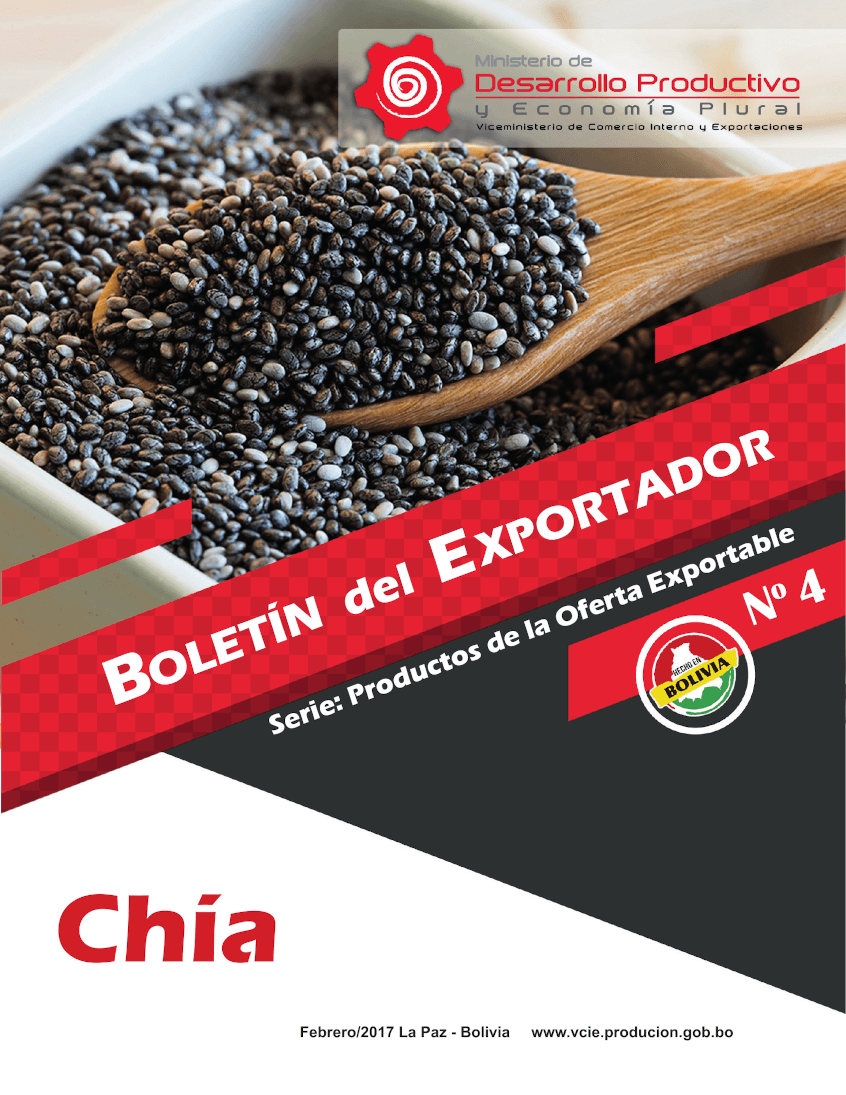 Ministerio de
Desarrollo Productivo
y Economía Plural
Viceministerio de Comercio Interno y Exportaciones
BOLETÍN del EXPORTADOR
Serie: Productos de la Oferta Exportable
Nº 4
HECHO EN
BOLIVIA
Chía
Febrero/2017 La Paz - Bolivia www.vcie.producion.gob.bo